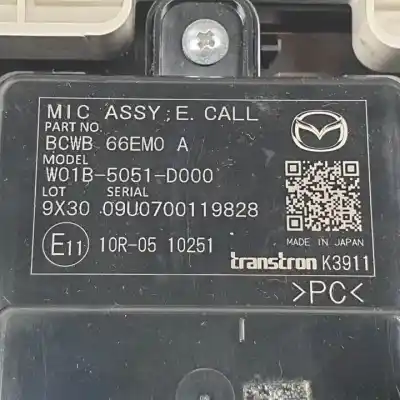 MIC ASSY; E. CALL
PART NO.
BCWB 66EM0 A
MODEL
W01B-5051-D000
LOT SERIAL
9X30 09U0700119828
E11 10R-05 10251
MADE IN JAPAN
transtron K3911
>PC<